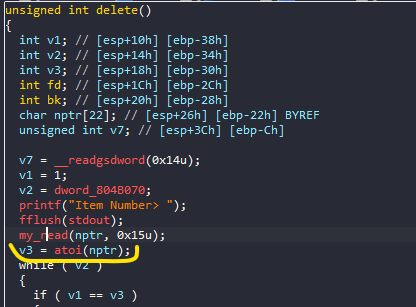 unsigned int delete()
{
int v1; // [esp+10h] [ebp-38h]
int v2; // [esp+14h] [ebp-34h]
int v3; // [esp+18h] [ebp-30h]
int fd; // [esp+1Ch] [ebp-2Ch]
int bk; // [esp+20h] [ebp-28h]
char nptr[22]; // [esp+26h] [ebp-22h] BYREF
unsigned int v7; // [esp+3Ch] [ebp-Ch]
v7 = __readgsdword(0x14u);
v1 = 1;
v2 = dword_804B070;
printf("Item Number> ");
fflush(stdout);
my_read(nptr, 0x15u);
v3 = atoi(nptr);
while ( v2 )
{
if ( v1 == v3 )